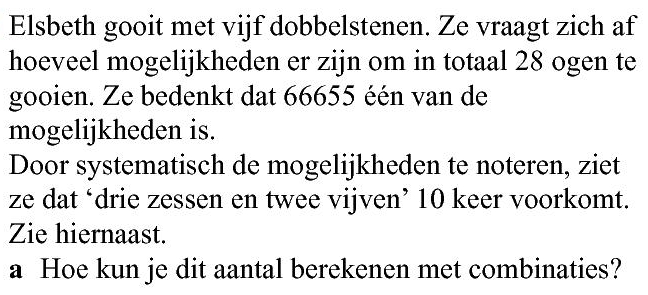 Elsbeth gooit met vijf dobbelstenen. Ze vraagt zich af
hoeveel mogelijkheden er zijn om in totaal 28 ogen te
gooien. Ze bedenkt dat 66655 één van de
mogelijkheden is.
Door systematisch de mogelijkheden te noteren, ziet
ze dat ‘drie zessen en twee vijven’ 10 keer voorkomt.
Zie hiernaast.
a Hoe kun je dit aantal berekenen met combinaties?